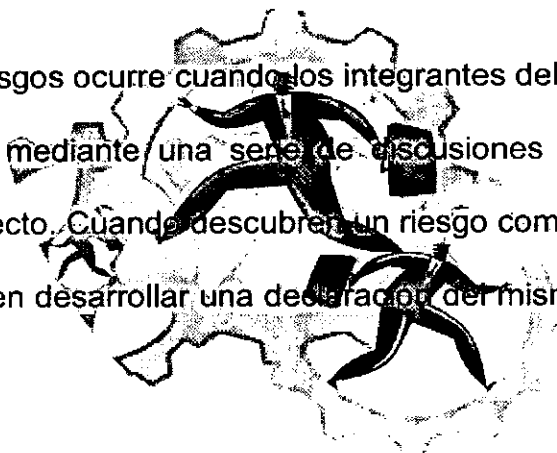 sgos ocurre cuando los integrantes del
mediante una serie de discusiones
ecto. Cuando descubren un riesgo com
en desarrollar una declaración del mism